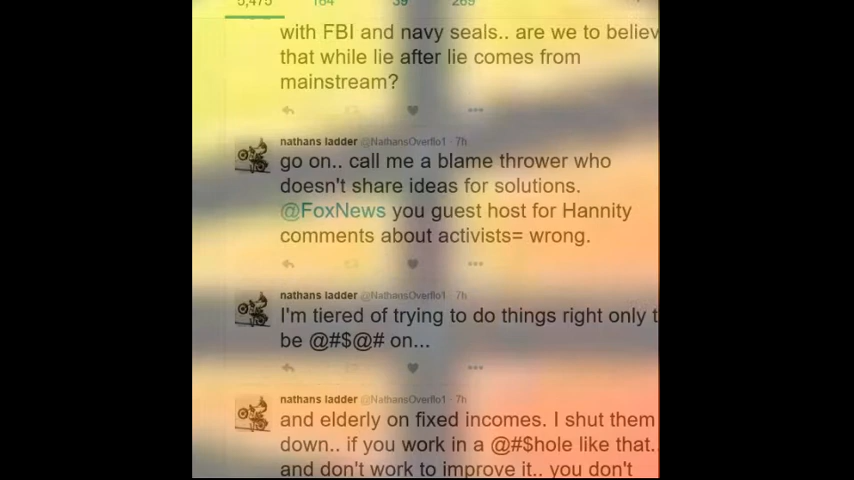 5,475 164 39 269
with FBI and navy seals.. are we to believ
that while lie after lie comes from
mainstream?
nathans ladder @NathansOverflo1 · 7h
go on.. call me a blame thrower who
doesn't share ideas for solutions.
@FoxNews you guest host for Hannity
comments about activists= wrong.
nathans ladder @NathansOverflo1 · 7h
I'm tiered of trying to do things right only t
be @#$@# on...
nathans ladder @NathansOverflo1 · 7h
and elderly on fixed incomes. I shut them
down.. if you work in a @#$hole like that.
and don't work to improve it.. you don't